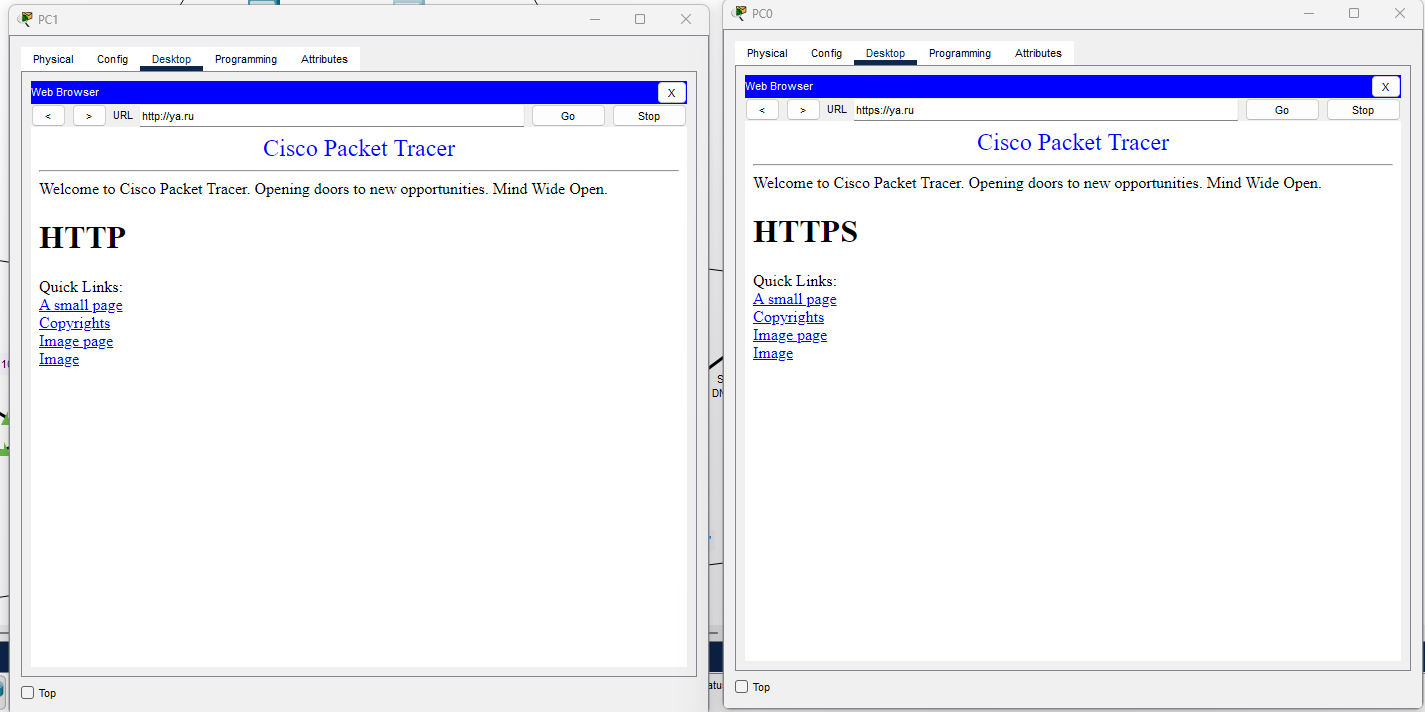 PC1
Physical Config Desktop Programming Attributes
Web Browser X
< > URL http://ya.ru Go Stop
Cisco Packet Tracer
Welcome to Cisco Packet Tracer. Opening doors to new opportunities. Mind Wide Open.
HTTP
Quick Links:
A small page
Copyrights
Image page
Image
Top
PC0
Physical Config Desktop Programming Attributes
Web Browser X
< > URL https://ya.ru Go Stop
Cisco Packet Tracer
Welcome to Cisco Packet Tracer. Opening doors to new opportunities. Mind Wide Open.
HTTPS
Quick Links:
A small page
Copyrights
Image page
Image
Top